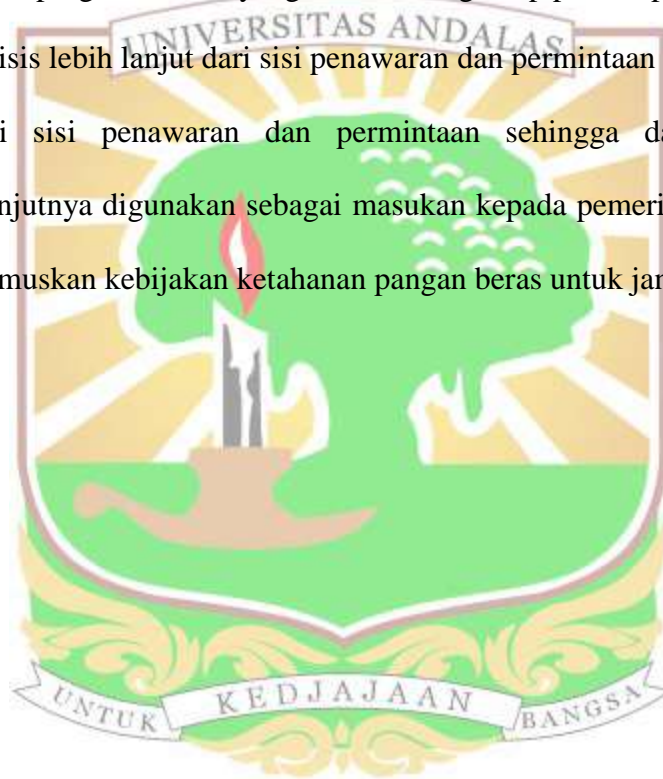 UNIVERSITAS ANDALAS
isis lebih lanjut dari sisi penawaran dan permintaan
i sisi penawaran dan permintaan sehingga da
njutnya digunakan sebagai masukan kepada pemeri
muskan kebijakan ketahanan pangan beras untuk jan
UNTUK KEDJAJAAN BANGSA